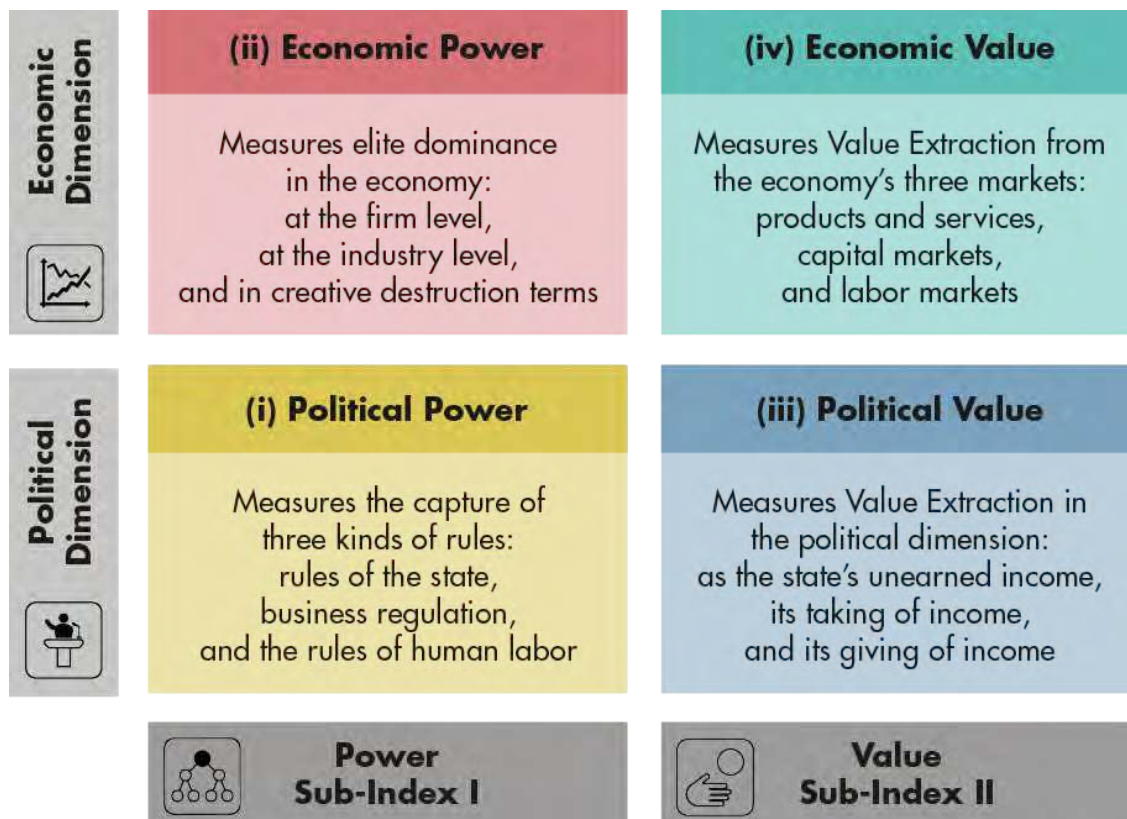 Economic
Dimension
(ii) Economic Power
Measures elite dominance
in the economy:
at the firm level,
at the industry level,
and in creative destruction terms
(iv) Economic Value
Measures Value Extraction from
the economy's three markets:
products and services,
capital markets,
and labor markets
Political
Dimension
(i) Political Power
Measures the capture of
three kinds of rules:
rules of the state,
business regulation,
and the rules of human labor
(iii) Political Value
Measures Value Extraction in
the political dimension:
as the state's unearned income,
its taking of income,
and its giving of income
Power
Sub-Index I
Value
Sub-Index II